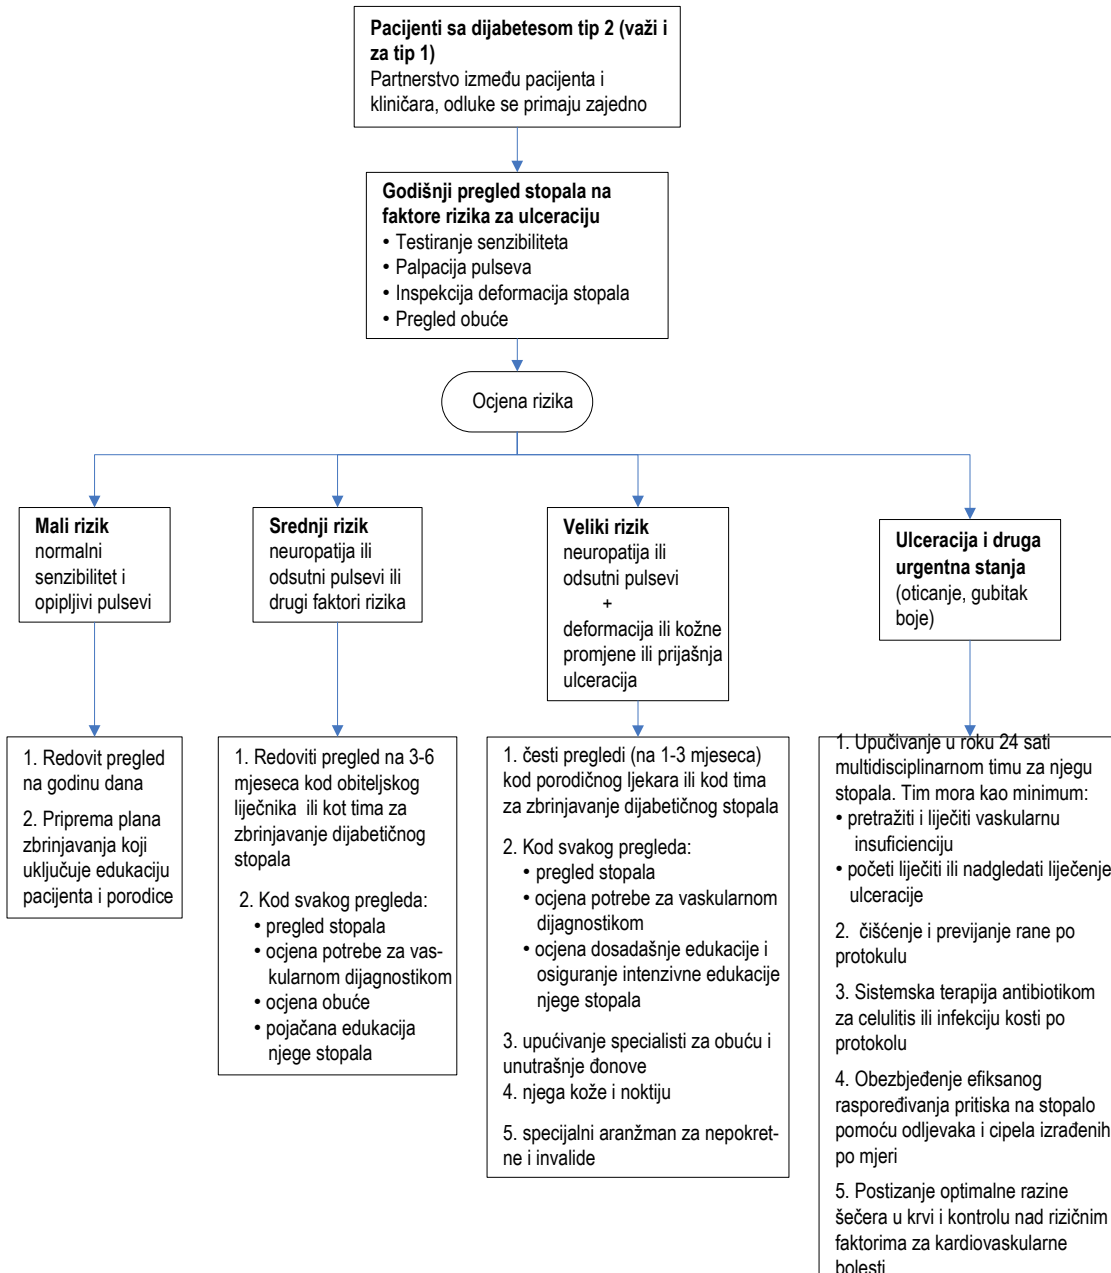 Pacijenti sa dijabetesom tip 2 (važi i
za tip 1)
Partnerstvo između pacijenta i
kliničara, odluke se primaju zajedno
Godišnji pregled stopala na
faktore rizika za ulceraciju
• Testiranje senzibiliteta
• Palpacija pulseva
• Inspekcija deformacija stopala
• Pregled obuće
Ocjena rizika
Mali rizik
normalni
senzibilitet i
opipljivi pulsevi
Srednji rizik
neuropatija ili
odsutni pulsevi ili
drugi faktori rizika
Veliki rizik
neuropatija ili
odsutni pulsevi
+
deformacija ili kožne
promjene ili prijašnja
ulceracija
Ulceracija i druga
urgentna stanja
(oticanje, gubitak
boje)
1. Redovit pregled
na godinu dana
2. Priprema plana
zbrinjavanja koji
uključuje edukaciju
pacijenta i porodice
1. Redoviti pregled na 3-6
mjeseca kod obiteljskog
liječnika ili kot tima za
zbrinjavanje dijabetičnog
stopala
2. Kod svakog pregleda:
• pregled stopala
• ocjena potrebe za vas-
kularnom dijagnostikom
• ocjena obuće
• pojačana edukacija
njege stopala
1. česti pregledi (na 1-3 mjeseca)
kod porodičnog ljekara ili kod tima
za zbrinjavanje dijabetičnog stopala
2. Kod svakog pregleda:
• pregled stopala
• ocjena potrebe za vaskularnom
dijagnostikom
• ocjena dosadašnje edukacije i
osiguranje intenzivne edukacije
njege stopala
3. upućivanje specialisti za obuću i
unutrašnje đonove
4. njega kože i noktiju
5. specijalni aranžman za nepokret-
ne i invalide
1. Upučivanje u roku 24 sati
multidisciplinarnom timu za njegu
stopala. Tim mora kao minimum:
• pretražiti i liječiti vaskularnu
insuficienciju
• početi liječiti ili nadgledati liječenje
ulceracije
2. čišćenje i previjanje rane po
protokulu
3. Sistemska terapija antibiotikom
za celulitis ili infekciju kosti po
protokolu
4. Obezbjeđenje efiksanog
raspoređivanja pritiska na stopalo
pomoću odljevaka i cipela izrađenih
po mjeri
5. Postizanje optimalne razine
šečera u krvi i kontrolu nad rizičnim
faktorima za kardiovaskularne
bolesti